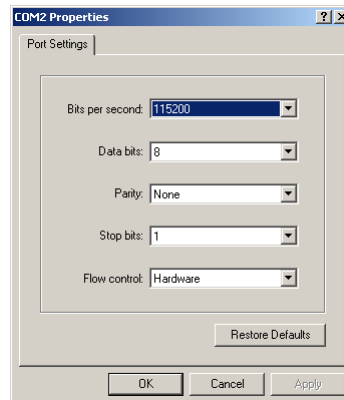 COM2 Properties
Port Settings
Bits per second: 115200
Data bits: 8
Parity: None
Stop bits: 1
Flow control: Hardware
Restore Defaults
OK Cancel Apply